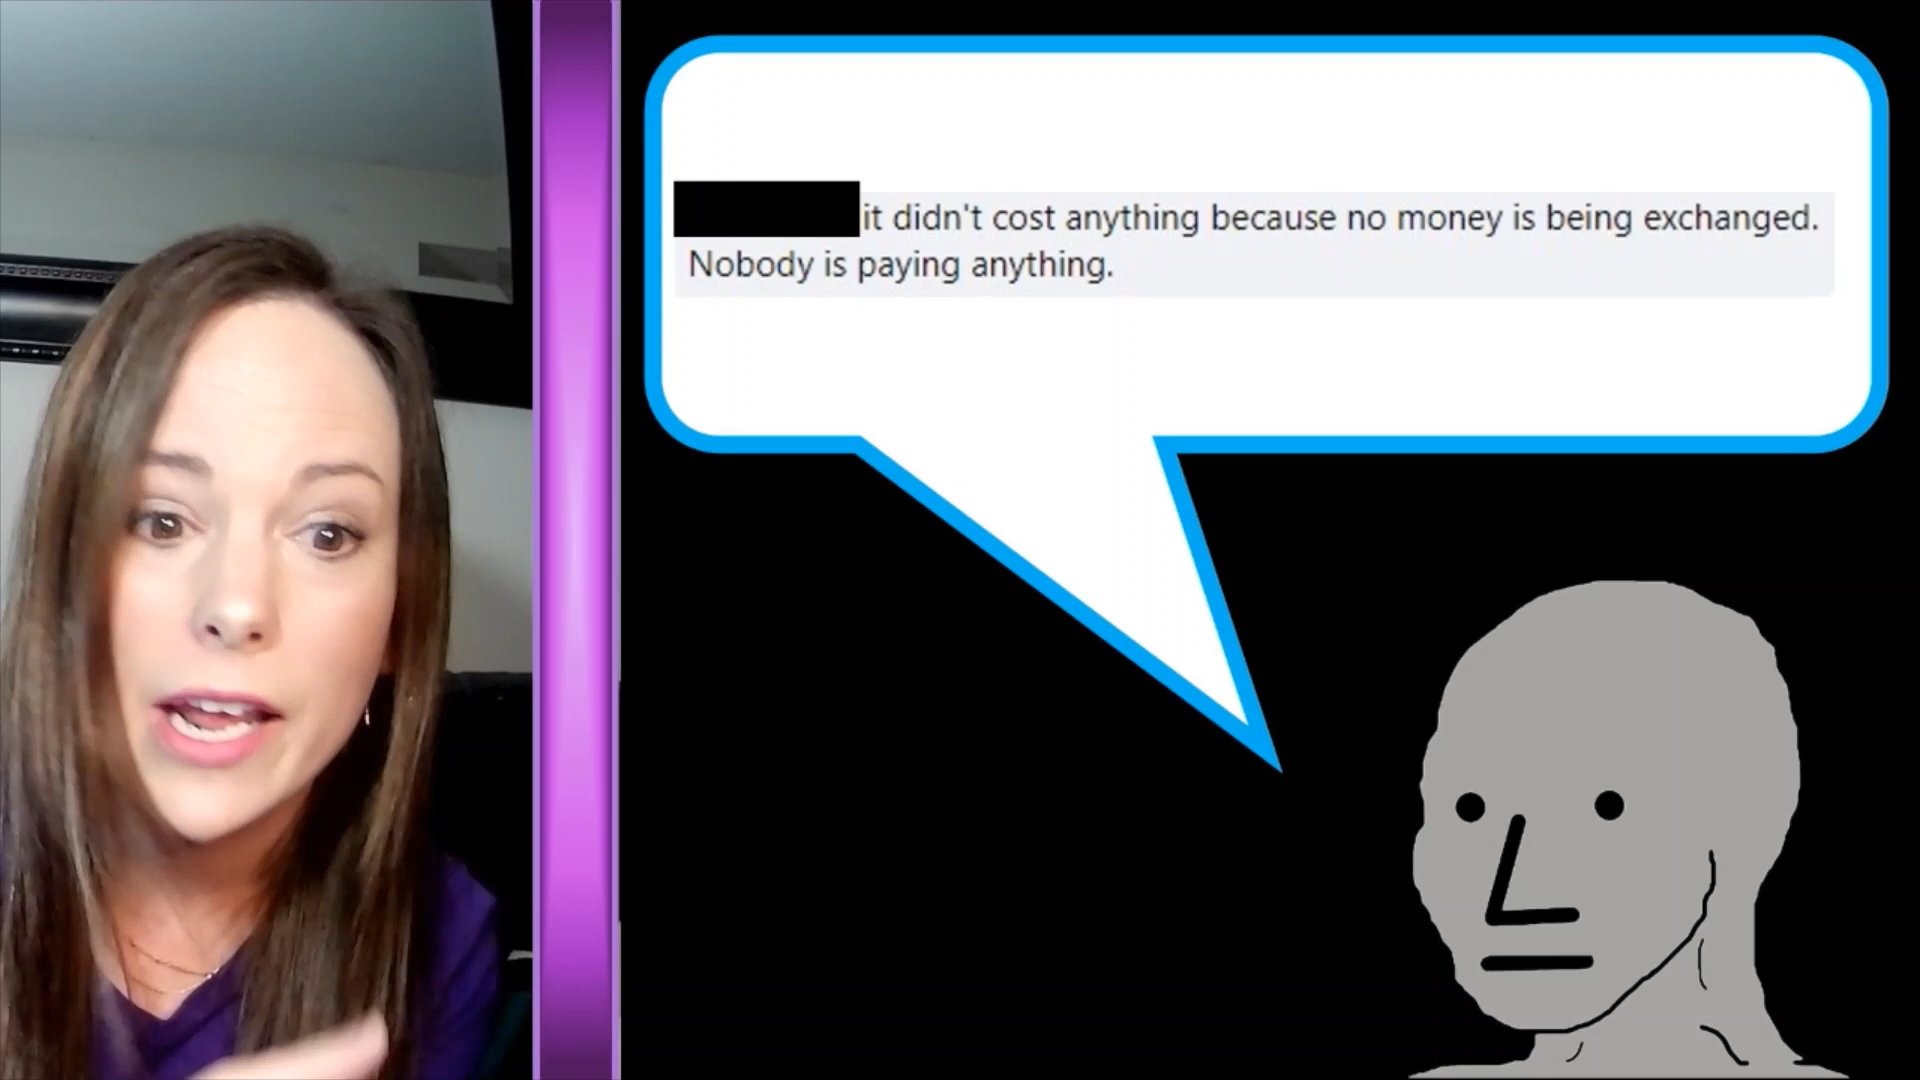 it didn't cost anything because no money is being exchanged.
Nobody is paying anything.